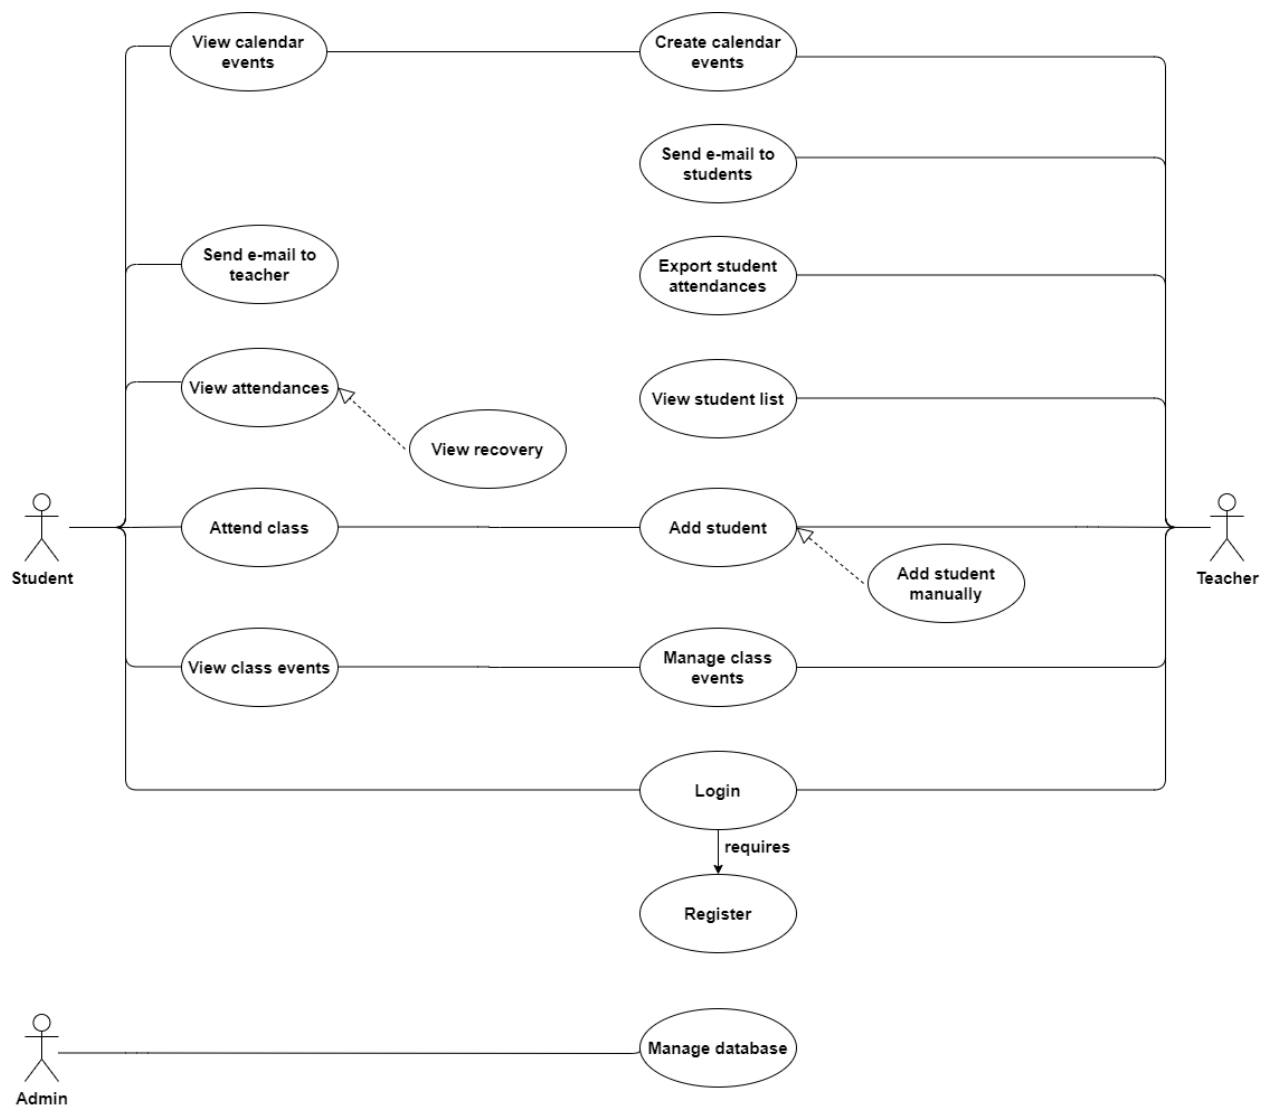 View calendar
events
Create calendar
events
Send e-mail to
students
Send e-mail to
teacher
Export student
attendances
View attendances
View student list
View recovery
Attend class
Add student
Student
Teacher
Add student
manually
View class events
Manage class
events
Login
requires
Register
Manage database
Admin